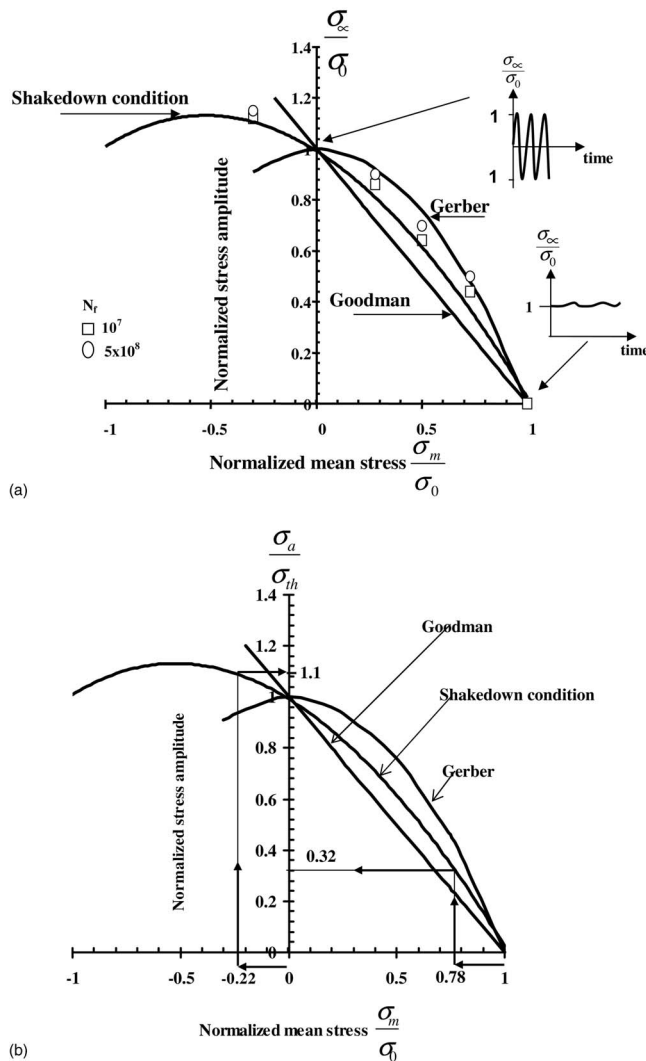 σ∝
σ0
1.4
Shakedown condition
1.2
1
0.8
0.6
0.4
0.2
0
Normalized stress amplitude
Gerber
Goodman
Nf
10^7
5x10^8
σ∝
σ0
1
1
time
σ∝
σ0
1
time
-1
-0.5
0
0.5
1
Normalized mean stress σm
σ0
(a)
σa
σth
1.4
Goodman
1.2
1.1
Shakedown condition
1
Gerber
0.8
0.6
0.4
0.32
0.2
0
Normalized stress amplitude
-1
-0.5
-0.22
0
0.5
0.78
1
Normalized mean stress σm
σ0
(b)